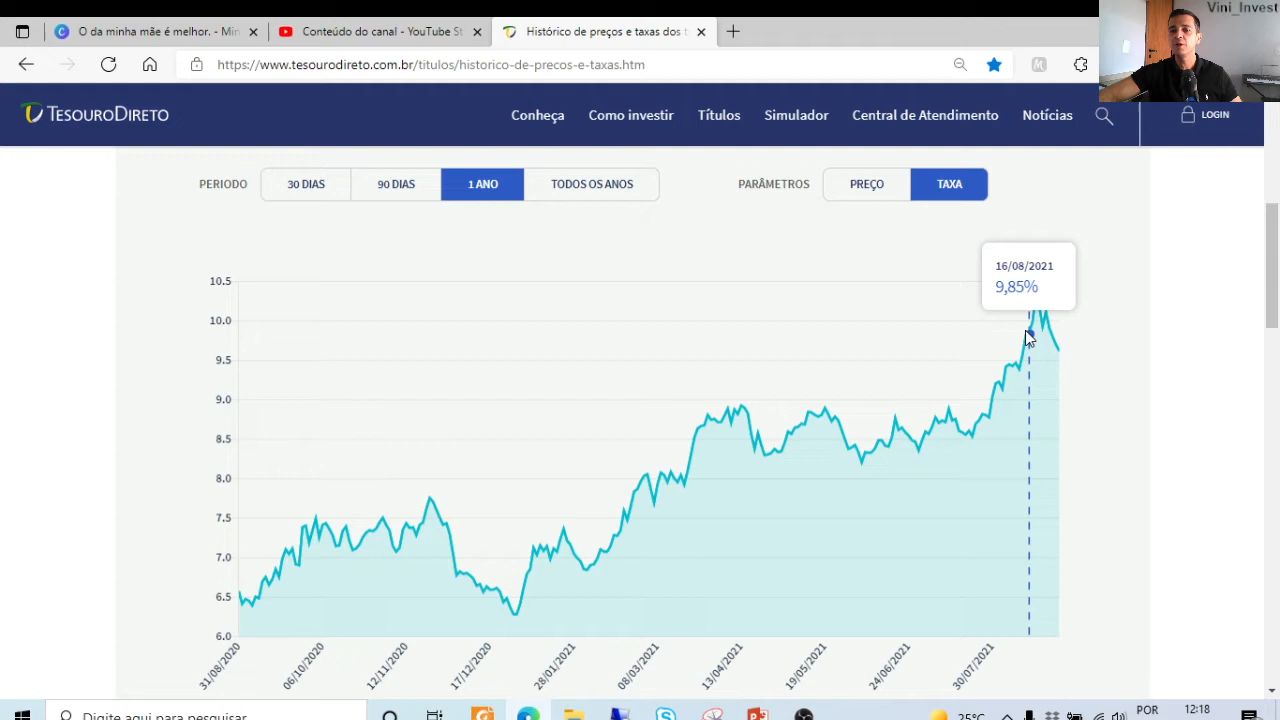 Vini_Invest
O da minha mãe é melhor. - Min
Conteúdo do canal - YouTube St
Histórico de preços e taxas dos t
https://www.tesourodireto.com.br/titulos/historico-de-precos-e-taxas.htm
TESOURODIRETO
Conheça
Como investir
Títulos
Simulador
Central de Atendimento
Notícias
LOGIN
PERIODO
30 DIAS
90 DIAS
1 ANO
TODOS OS ANOS
PARÂMETROS
PREÇO
TAXA
16/08/2021
9,85%
10.5
10.0
9.5
9.0
8.5
8.0
7.5
7.0
6.5
6.0
31/08/2020
06/10/2020
12/11/2020
17/12/2020
28/01/2021
08/03/2021
13/04/2021
19/05/2021
24/06/2021
30/07/2021
Digite aqui para pesquisar
25°C
POR
12:18